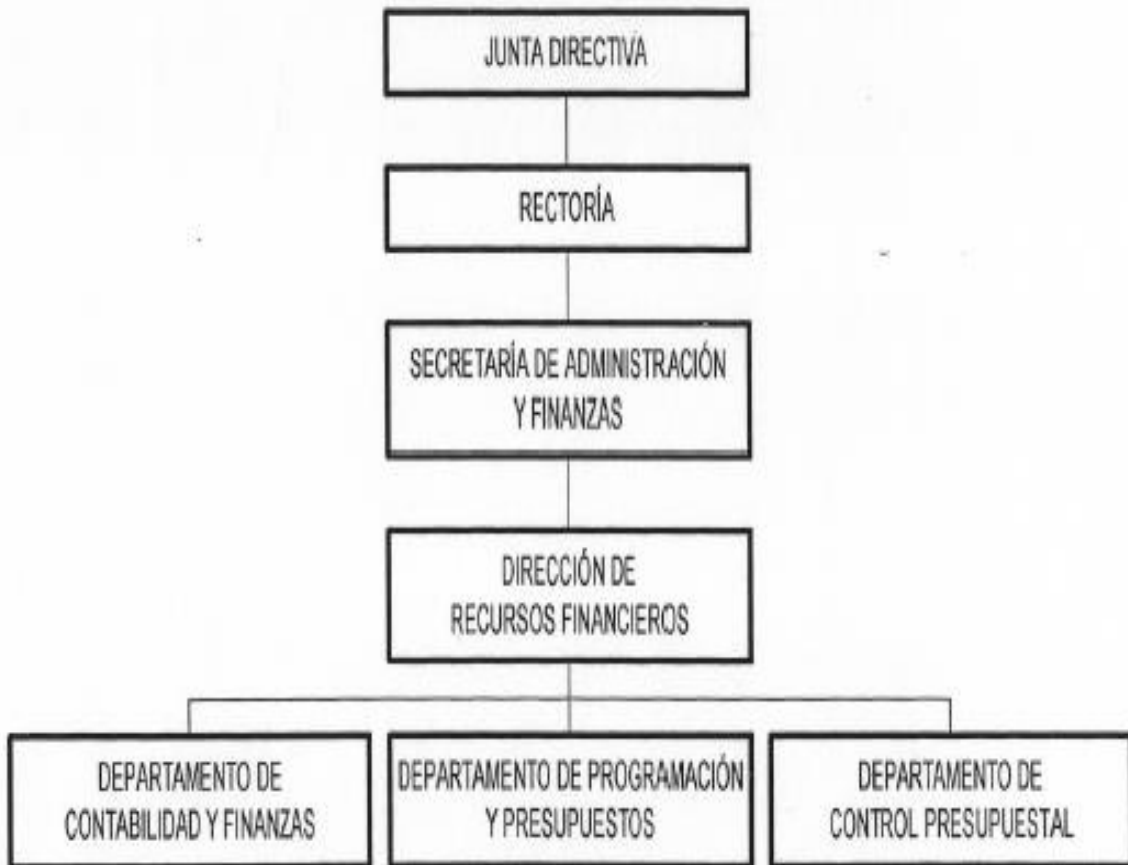 JUNTA DIRECTIVA
RECTORÍA
SECRETARÍA DE ADMINISTRACIÓN
Y FINANZAS
DIRECCIÓN DE
RECURSOS FINANCIEROS
DEPARTAMENTO DE
CONTABILIDAD Y FINANZAS
DEPARTAMENTO DE PROGRAMACIÓN
Y PRESUPUESTOS
DEPARTAMENTO DE
CONTROL PRESUPUESTAL